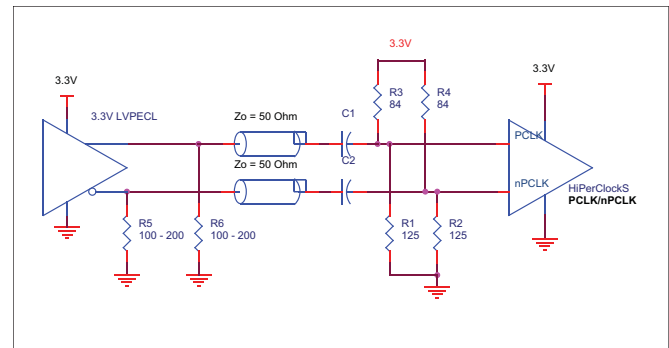 3.3V
3.3V
3.3V
3.3V LVPECL
R3
84
R4
84
Zo = 50 Ohm
C1
PCLK
Zo = 50 Ohm
C2
nPCLK
HiPerClockS
PCLK/nPCLK
R5
100 - 200
R6
100 - 200
R1
125
R2
125